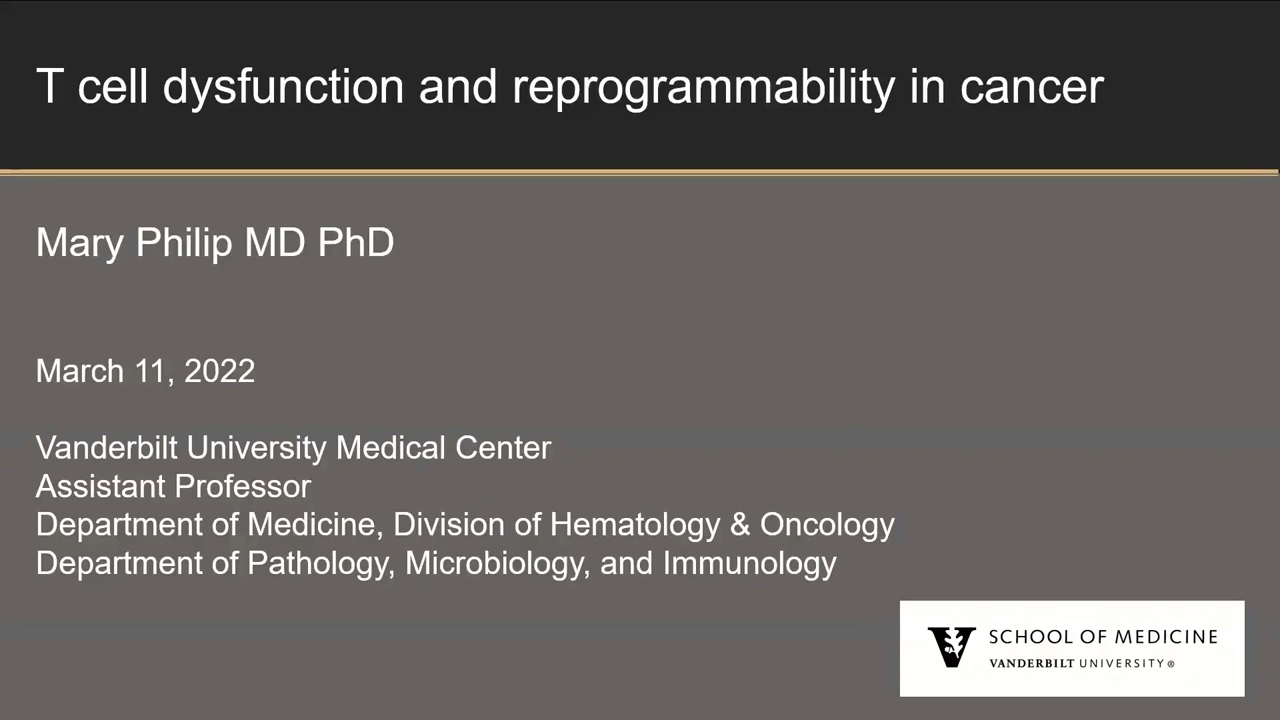 T cell dysfunction and reprogrammability in cancer
Mary Philip MD PhD
March 11, 2022
Vanderbilt University Medical Center
Assistant Professor
Department of Medicine, Division of Hematology & Oncology
Department of Pathology, Microbiology, and Immunology
SCHOOL OF MEDICINE
VANDERBILT UNIVERSITY®